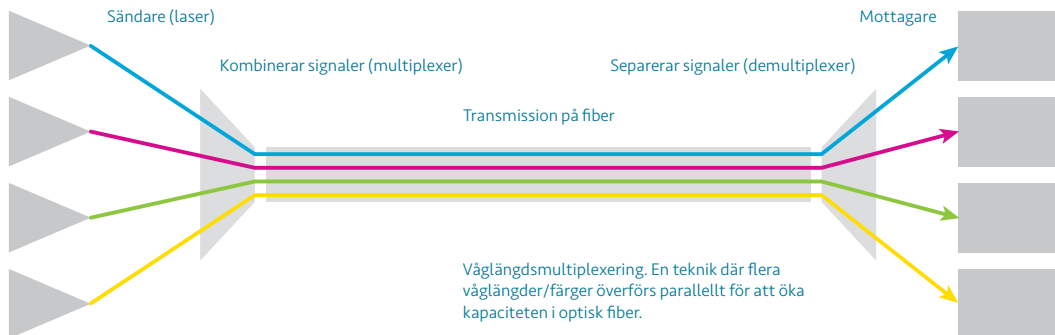 Sändare (laser)
Mottagare
Kombinerar signaler (multiplexer)
Separerar signaler (demultiplexer)
Transmission på fiber
Våglängdsmultiplexering. En teknik där flera
våglängder/färger överförs parallellt för att öka
kapaciteten i optisk fiber.